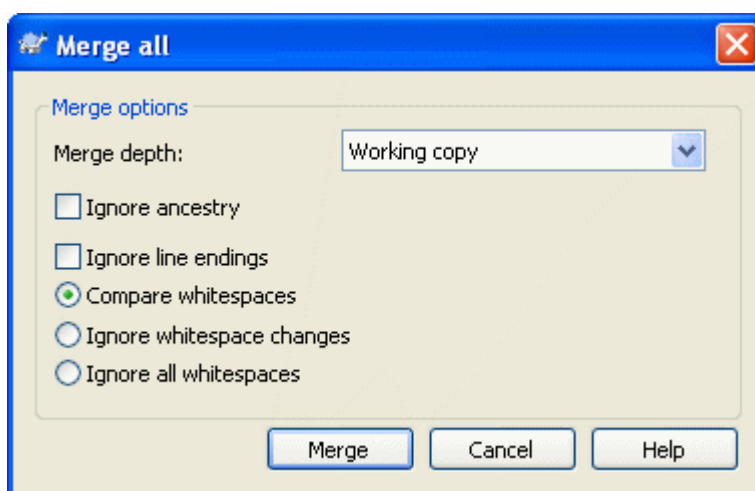 Merge all
Merge options
Merge depth: Working copy
Ignore ancestry
Ignore line endings
Compare whitespaces
Ignore whitespace changes
Ignore all whitespaces
Merge Cancel Help